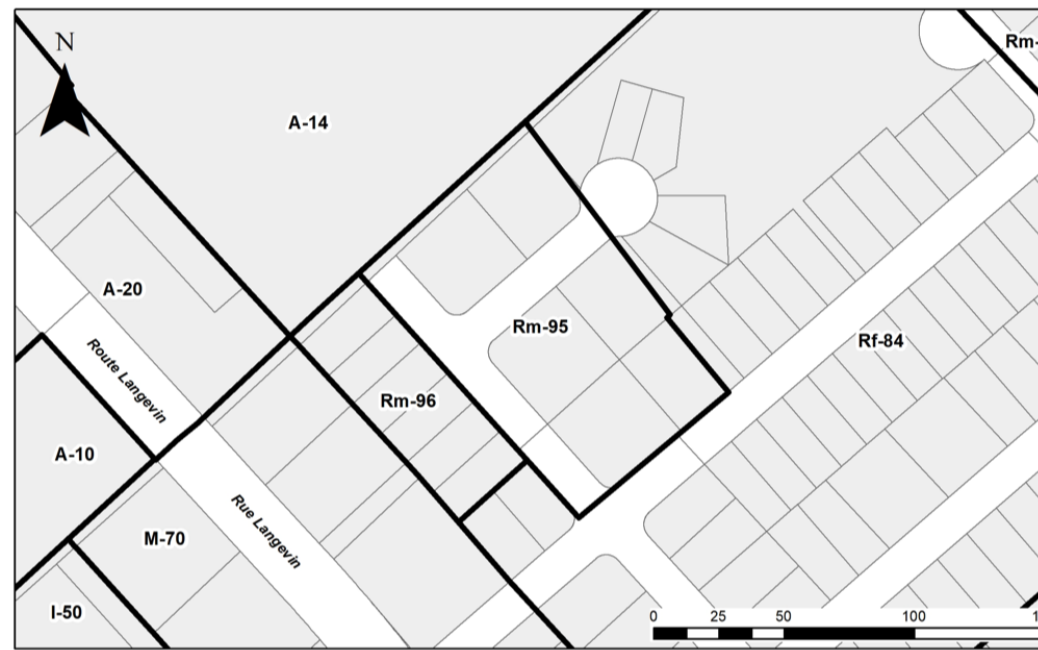 Rm-
N
A-14
A-20
Rm-95
Rf-84
Route Langevin
Rm-96
A-10
Rue Langevin
M-70
I-50
0 25 50 100